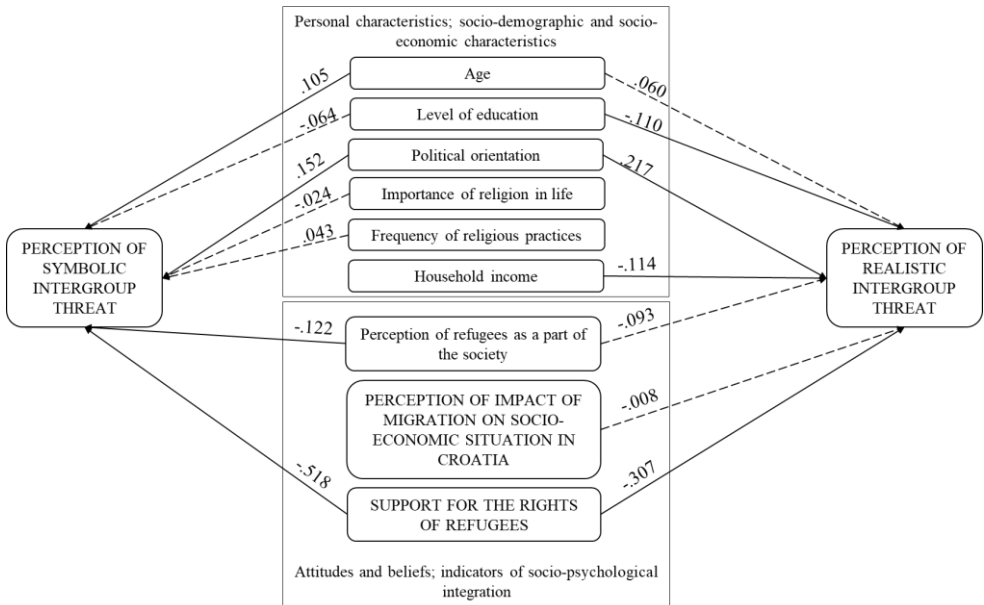 Personal characteristics; socio-demographic and socio-
economic characteristics
Age
.105
.060
Level of education
-.064
-.110
Political orientation
.152
.217
Importance of religion in life
-.024
Frequency of religious practices
.043
Household income
-.114
PERCEPTION OF
SYMBOLIC
INTERGROUP
THREAT
PERCEPTION OF
REALISTIC
INTERGROUP
THREAT
Perception of refugees as a part of
the society
-.122
-.093
PERCEPTION OF IMPACT OF
MIGRATION ON SOCIO-
ECONOMIC SITUATION IN
CROATIA
-.008
SUPPORT FOR THE RIGHTS
OF REFUGEES
-.518
-.307
Attitudes and beliefs; indicators of socio-psychological
integration